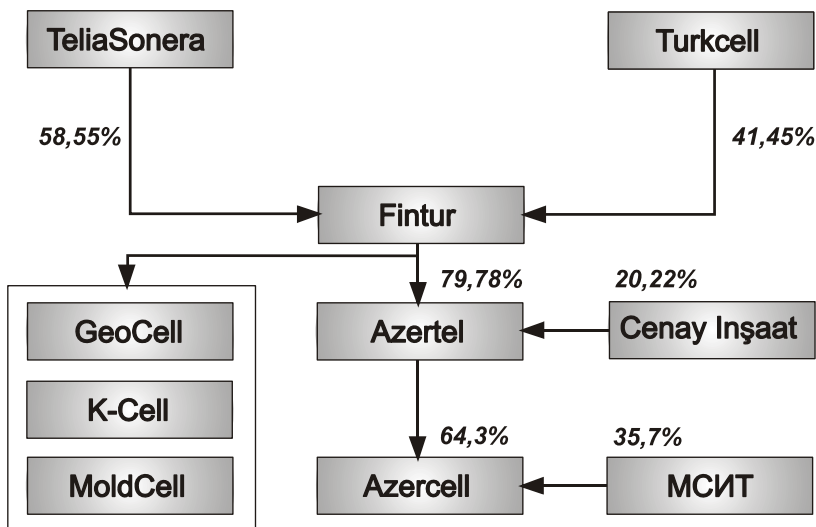 TeliaSonera
Turkcell
58,55%
41,45%
Fintur
79,78%
20,22%
GeoCell
Azertel
Cenay Inşaat
K-Cell
64,3%
35,7%
MoldCell
Azercell
МСИТ